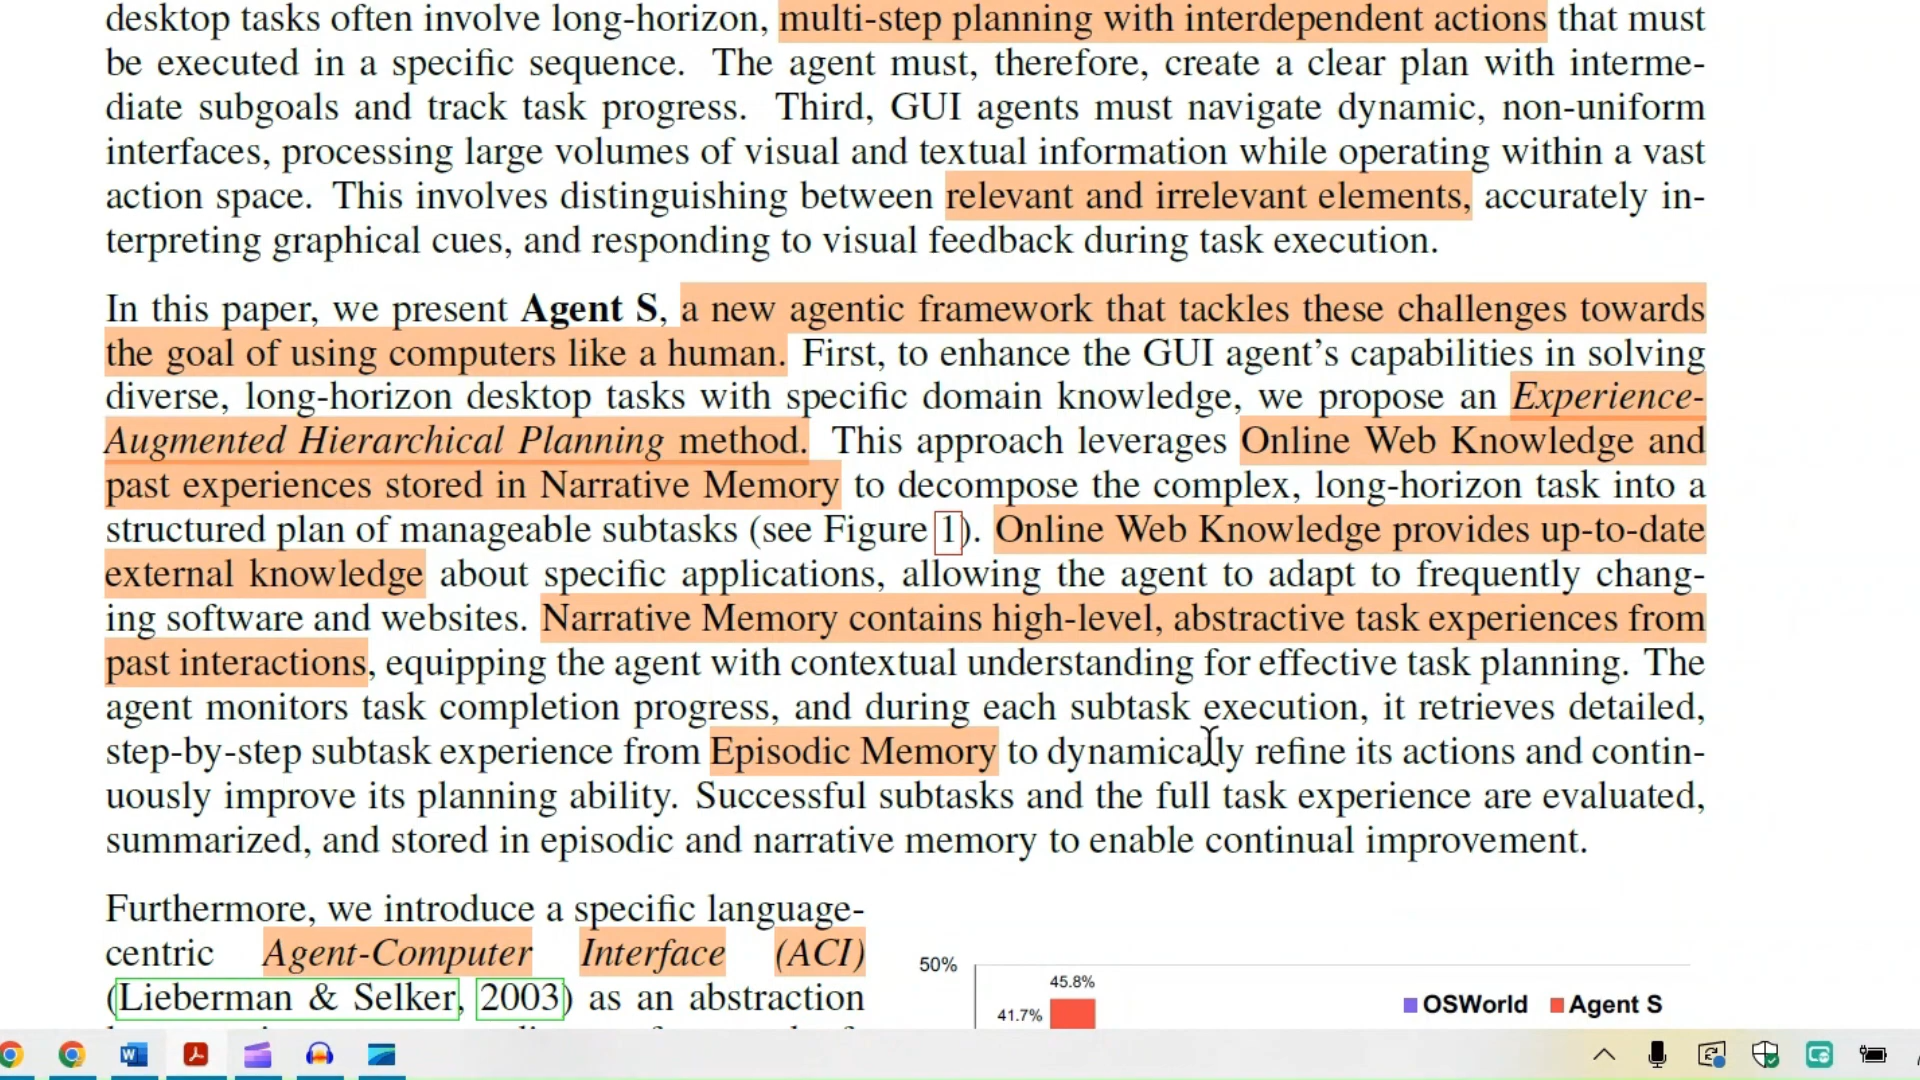 desktop tasks often involve long-horizon, multi-step planning with interdependent actions that must
be executed in a specific sequence. The agent must, therefore, create a clear plan with interme-
diate subgoals and track task progress. Third, GUI agents must navigate dynamic, non-uniform
interfaces, processing large volumes of visual and textual information while operating within a vast
action space. This involves distinguishing between relevant and irrelevant elements, accurately in-
terpreting graphical cues, and responding to visual feedback during task execution.
In this paper, we present Agent S, a new agentic framework that tackles these challenges towards
the goal of using computers like a human. First, to enhance the GUI agent's capabilities in solving
diverse, long-horizon desktop tasks with specific domain knowledge, we propose an Experience-
Augmented Hierarchical Planning method. This approach leverages Online Web Knowledge and
past experiences stored in Narrative Memory to decompose the complex, long-horizon task into a
structured plan of manageable subtasks (see Figure 1). Online Web Knowledge provides up-to-date
external knowledge about specific applications, allowing the agent to adapt to frequently chang-
ing software and websites. Narrative Memory contains high-level, abstractive task experiences from
past interactions, equipping the agent with contextual understanding for effective task planning. The
agent monitors task completion progress, and during each subtask execution, it retrieves detailed,
step-by-step subtask experience from Episodic Memory to dynamically refine its actions and contin-
uously improve its planning ability. Successful subtasks and the full task experience are evaluated,
summarized, and stored in episodic and narrative memory to enable continual improvement.
Furthermore, we introduce a specific language-
centric Agent-Computer Interface (ACI)
(Lieberman & Selker, 2003) as an abstraction
50%
45.8%
41.7%
OSWorld Agent S